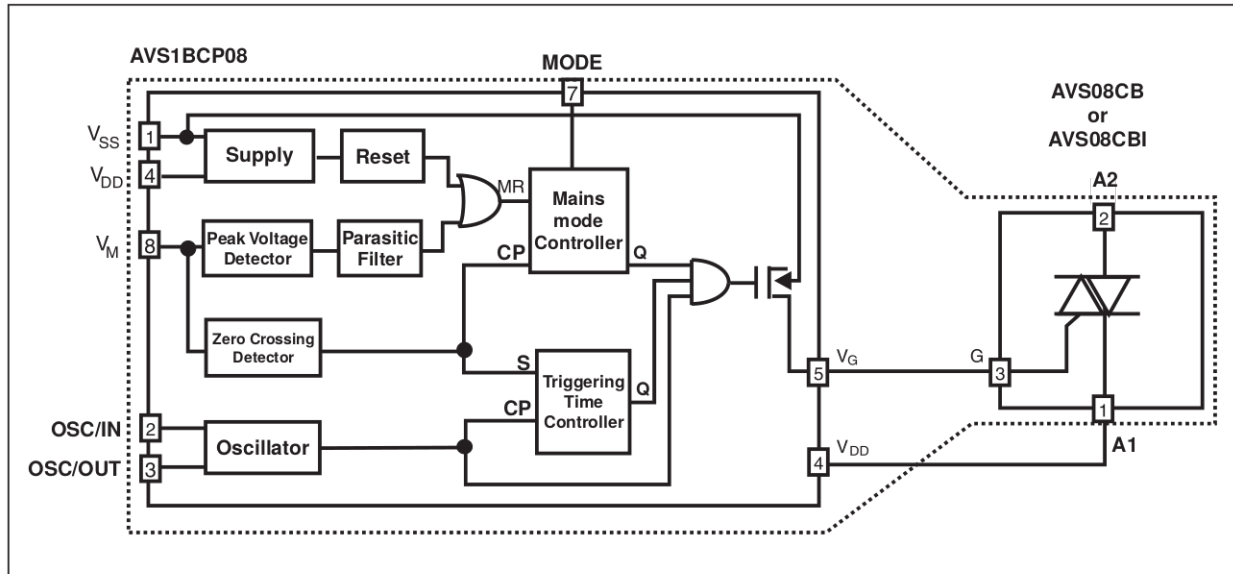 AVS1BCP08
MODE
7
AVS08CB
or
AVS08CBI
VSS
1
Supply
Reset
VDD
4
MR
Mains
mode
Controller
A2
2
VM
8
Peak Voltage
Detector
Parasitic
Filter
CP
Q
Zero Crossing
Detector
S
Triggering
Time
Controller
Q
CP
5
VG
G
3
OSC/IN
2
Oscillator
OSC/OUT
3
1
A1
4
VDD